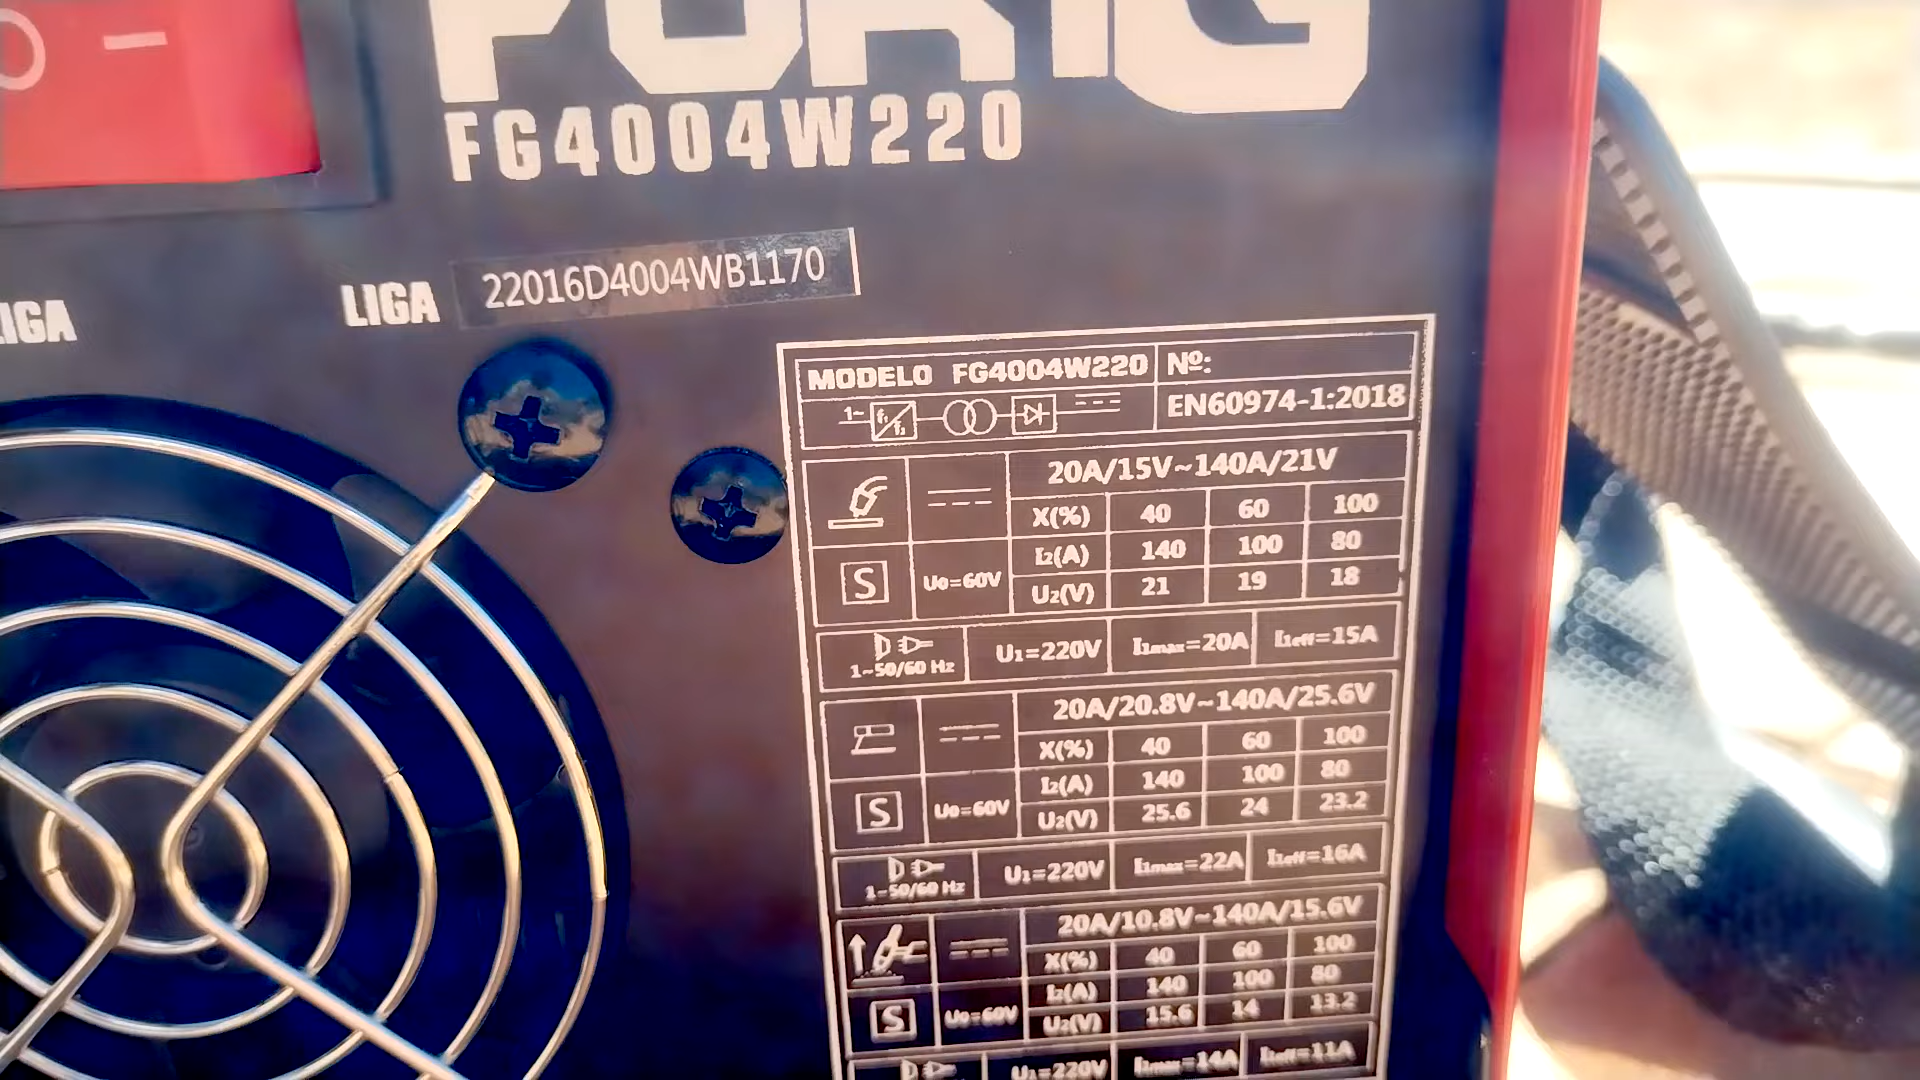 FORTG
FG4004W220
LIGA
LIGA 22016D4004WB1170
MODELO FG4004W220 Nº:
1~ f₁ f₂ EN60974-1:2018
20A/15V~140A/21V
X(%) 40 60 100
I₂(A) 140 100 80
S U₀=60V U₂(V) 21 19 18
1~50/60 Hz U₁=220V I₁max=20A I₁eff=15A
20A/20.8V~140A/25.6V
X(%) 40 60 100
I₂(A) 140 100 80
S U₀=60V U₂(V) 25.6 24 23.2
1~50/60 Hz U₁=220V I₁max=22A I₁eff=16A
20A/10.8V~140A/15.6V
X(%) 40 60 100
I₂(A) 140 100 80
S U₀=60V U₂(V) 15.6 14 13.2
U₁=220V I₁max=14A I₁eff=11A